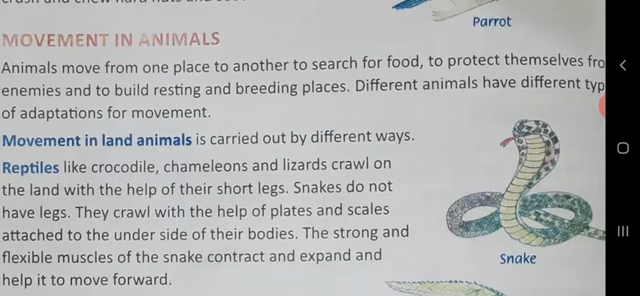 Parrot
MOVEMENT IN ANIMALS
Animals move from one place to another to search for food, to protect themselves fro
enemies and to build resting and breeding places. Different animals have different typ
of adaptations for movement.
Movement in land animals is carried out by different ways.
Reptiles like crocodile, chameleons and lizards crawl on
the land with the help of their short legs. Snakes do not
have legs. They crawl with the help of plates and scales
attached to the under side of their bodies. The strong and
flexible muscles of the snake contract and expand and
help it to move forward.
Snake